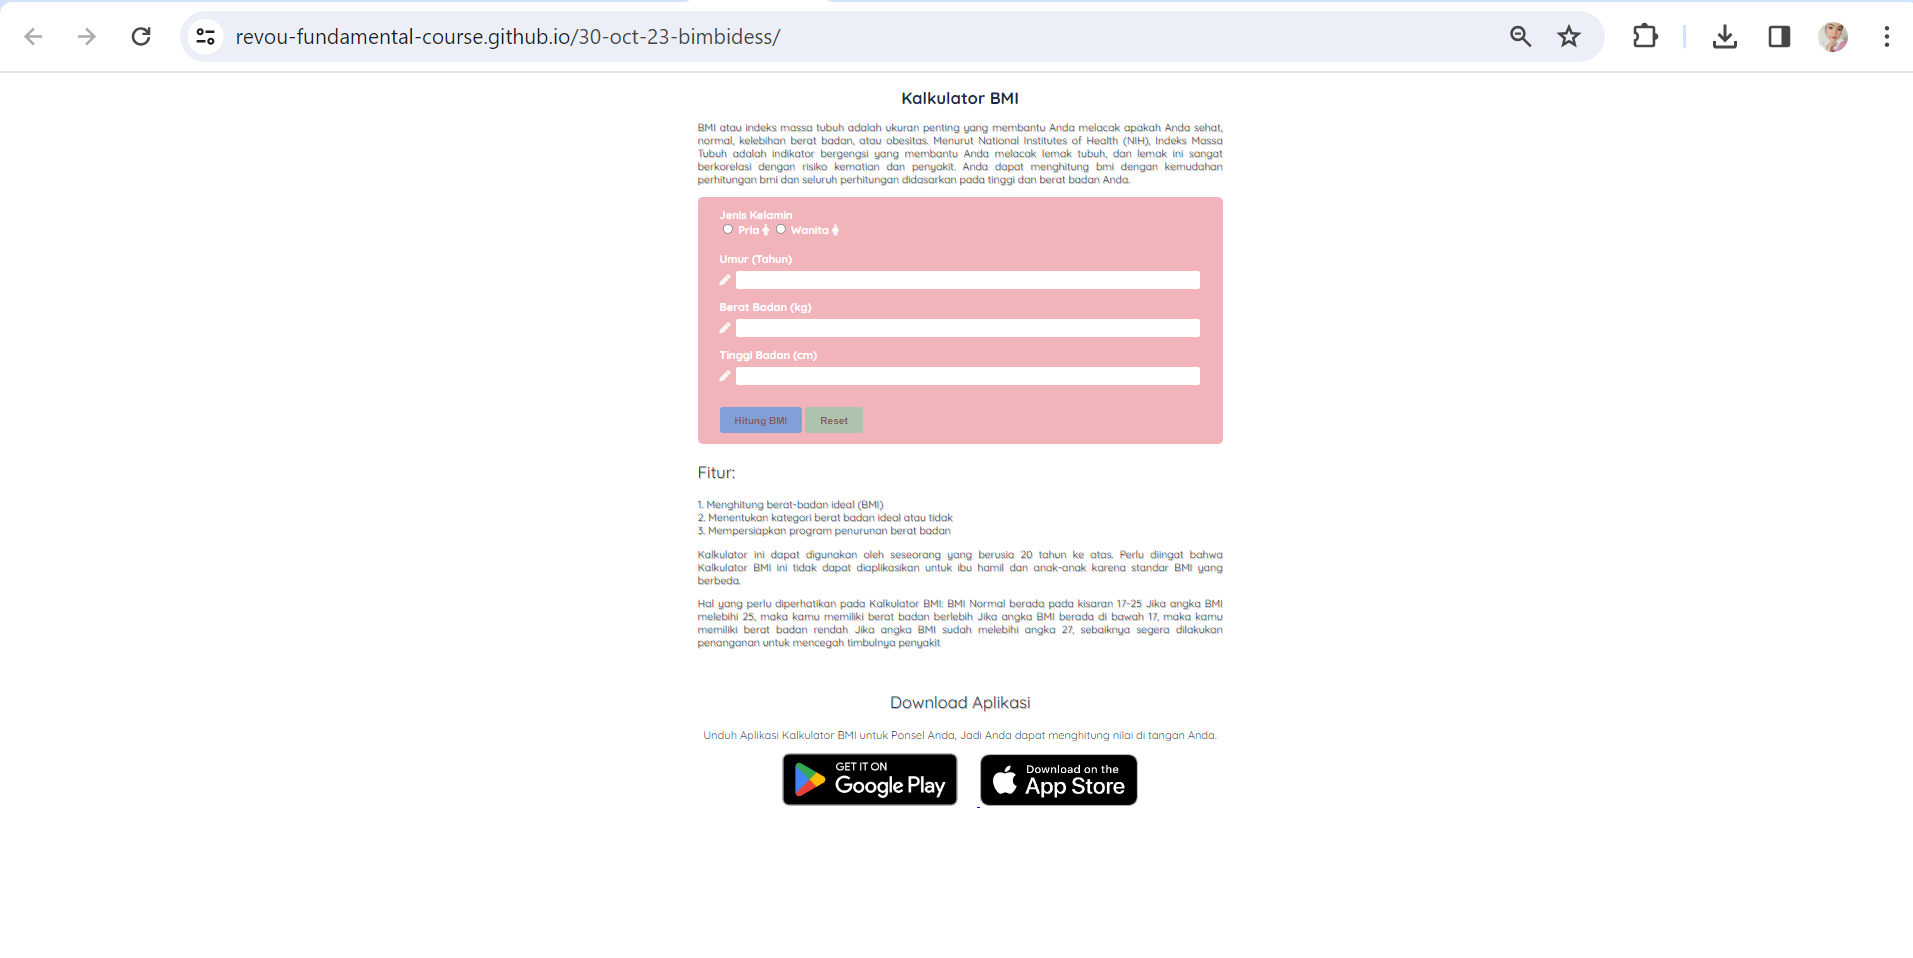 revou-fundamental-course.github.io/30-oct-23-bimbidess/
Kalkulator BMI
BMI atau indeks massa tubuh adalah ukuran penting yang membantu Anda melacak apakah Anda sehat,
normal, kelebihan berat badan, atau obesitas. Menurut National Institutes of Health (NIH), Indeks Massa
Tubuh adalah indikator bergengsi yang membantu Anda melacak lemak tubuh, dan lemak ini sangat
berkorelasi dengan risiko kematian dan penyakit. Anda dapat menghitung bmi dengan kemudahan
perhitungan bmi dan seluruh perhitungan didasarkan pada tinggi dan berat badan Anda.
Jenis Kelamin
Pria Wanita
Umur (Tahun)
Berat Badan (kg)
Tinggi Badan (cm)
Hitung BMI Reset
Fitur:
1. Menghitung berat-badan ideal (BMI)
2. Menentukan kategori berat badan ideal atau tidak
3. Mempersiapkan program penurunan berat badan
Kalkulator ini dapat digunakan oleh seseorang yang berusia 20 tahun ke atas. Perlu diingat bahwa
Kalkulator BMI ini tidak dapat diaplikasikan untuk ibu hamil dan anak-anak karena standar BMI yang
berbeda.
Hal yang perlu diperhatikan pada Kalkulator BMI: BMI Normal berada pada kisaran 17-25 Jika angka BMI
melebihi 25, maka kamu memiliki berat badan berlebih Jika angka BMI berada di bawah 17, maka kamu
memiliki berat badan rendah Jika angka BMI sudah melebihi angka 27, sebaiknya segera dilakukan
penanganan untuk mencegah timbulnya penyakit
Download Aplikasi
Unduh Aplikasi Kalkulator BMI untuk Ponsel Anda, Jadi Anda dapat menghitung nilai di tangan Anda.
GET IT ON
Google Play
Download on the
App Store